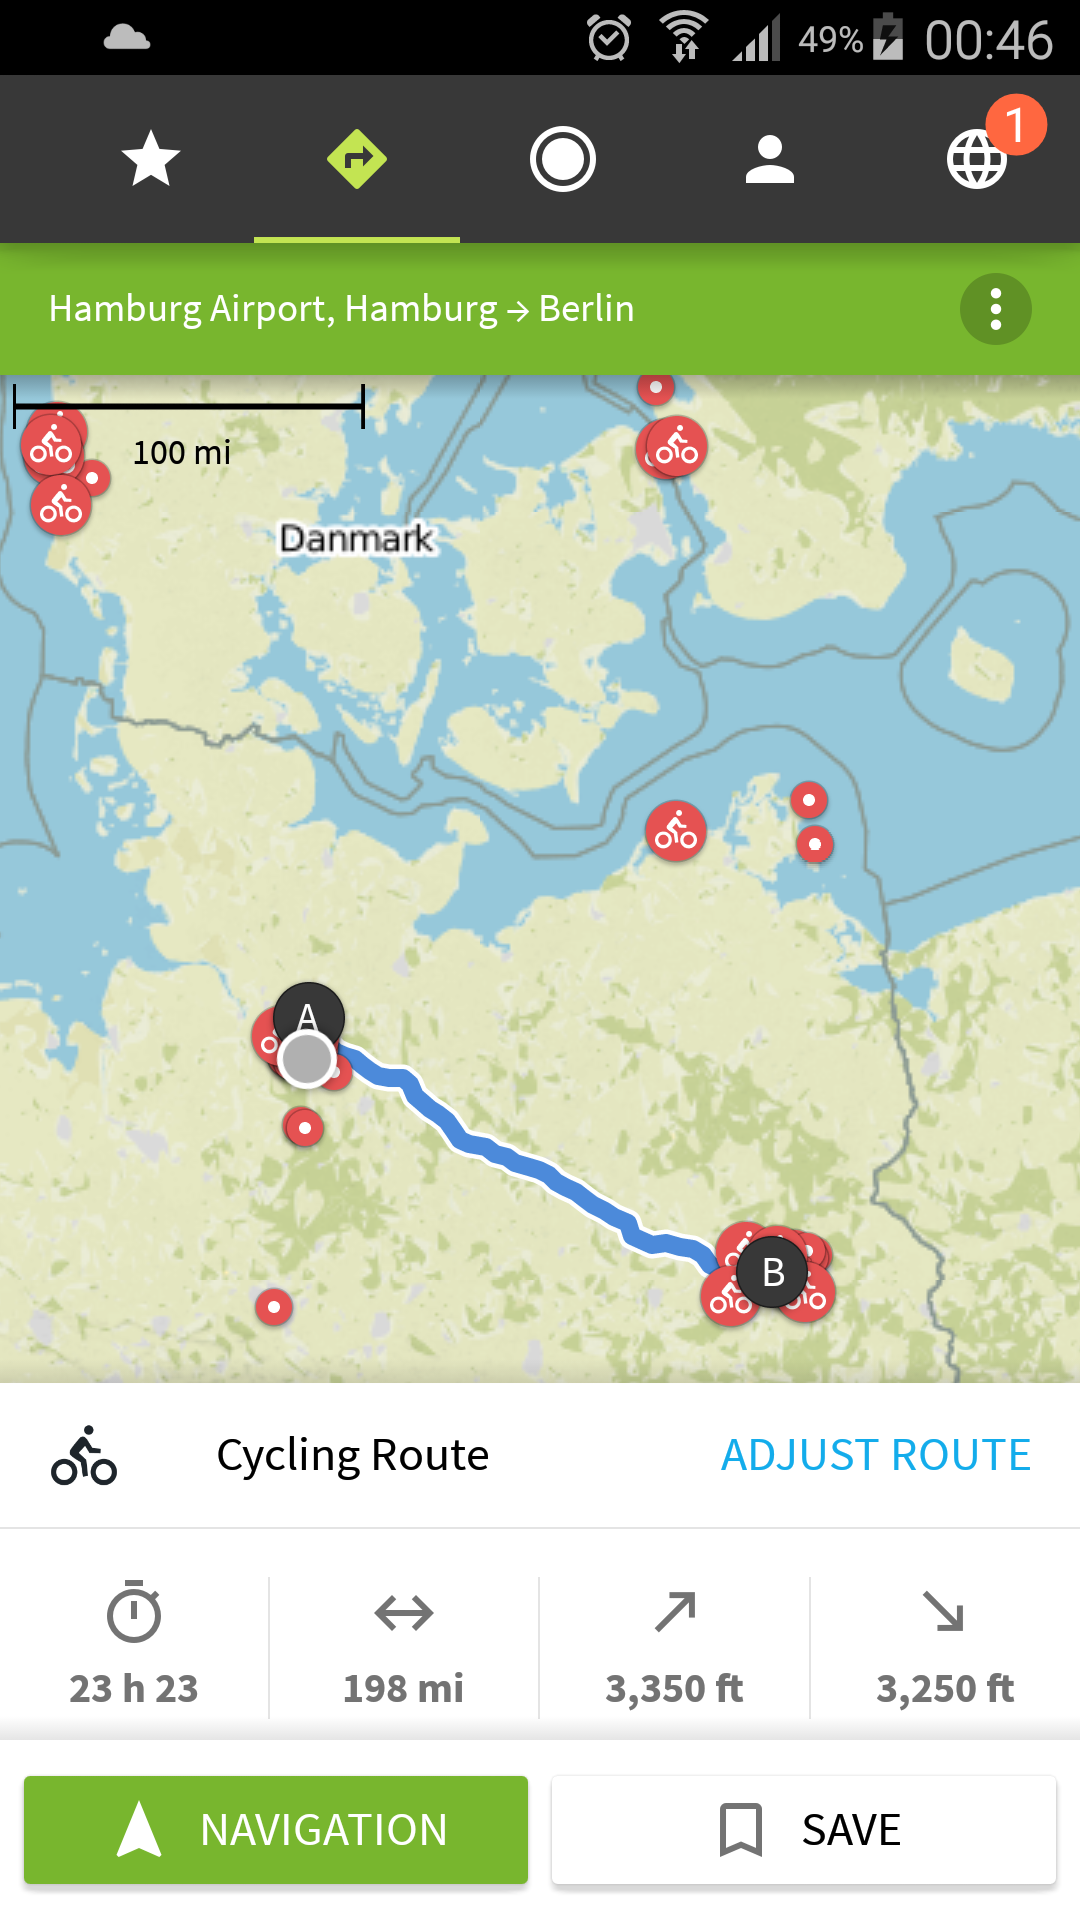 49% 00:46
1
Hamburg Airport, Hamburg → Berlin
100 mi
Danmark
A
B
Cycling Route ADJUST ROUTE
23 h 23 198 mi 3,350 ft 3,250 ft
NAVIGATION SAVE